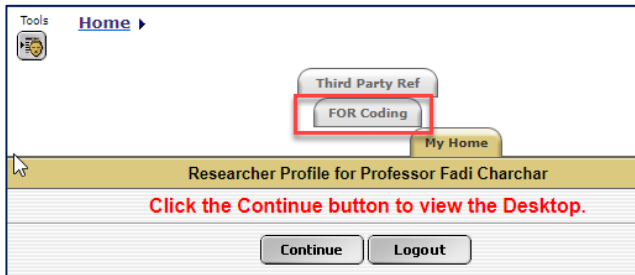 Tools
Home
Third Party Ref
FOR Coding
My Home
Researcher Profile for Professor Fadi Charchar
Click the Continue button to view the Desktop.
Continue Logout